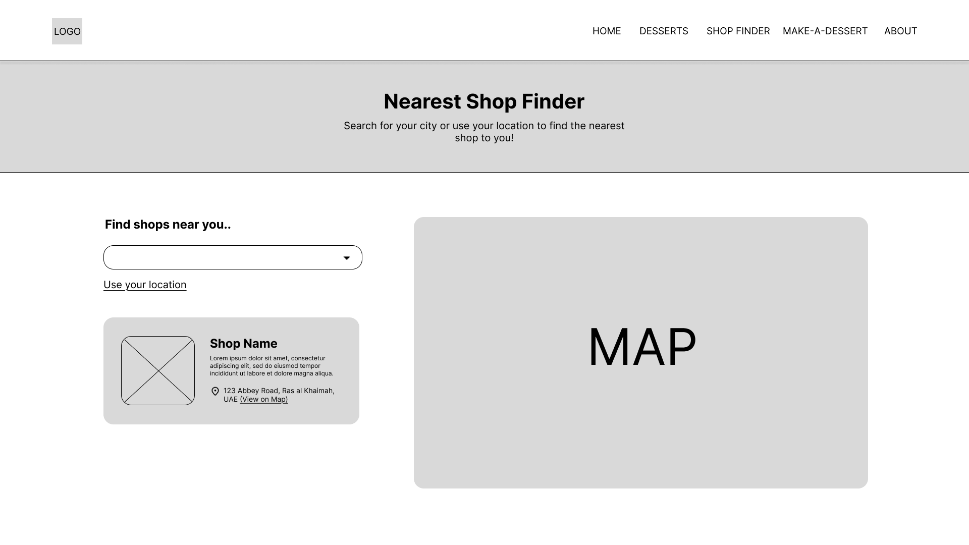 LOGO
HOME DESSERTS SHOP FINDER MAKE-A-DESSERT ABOUT
Nearest Shop Finder
Search for your city or use your location to find the nearest
shop to you!
Find shops near you..
Use your location
Shop Name
Lorem ipsum dolor sit amet, consectetur
adipiscing elit, sed do eiusmod tempor
incididunt ut labore et dolore magna aliqua.
123 Abbey Road, Ras al Khaimah,
UAE (View on Map)
MAP